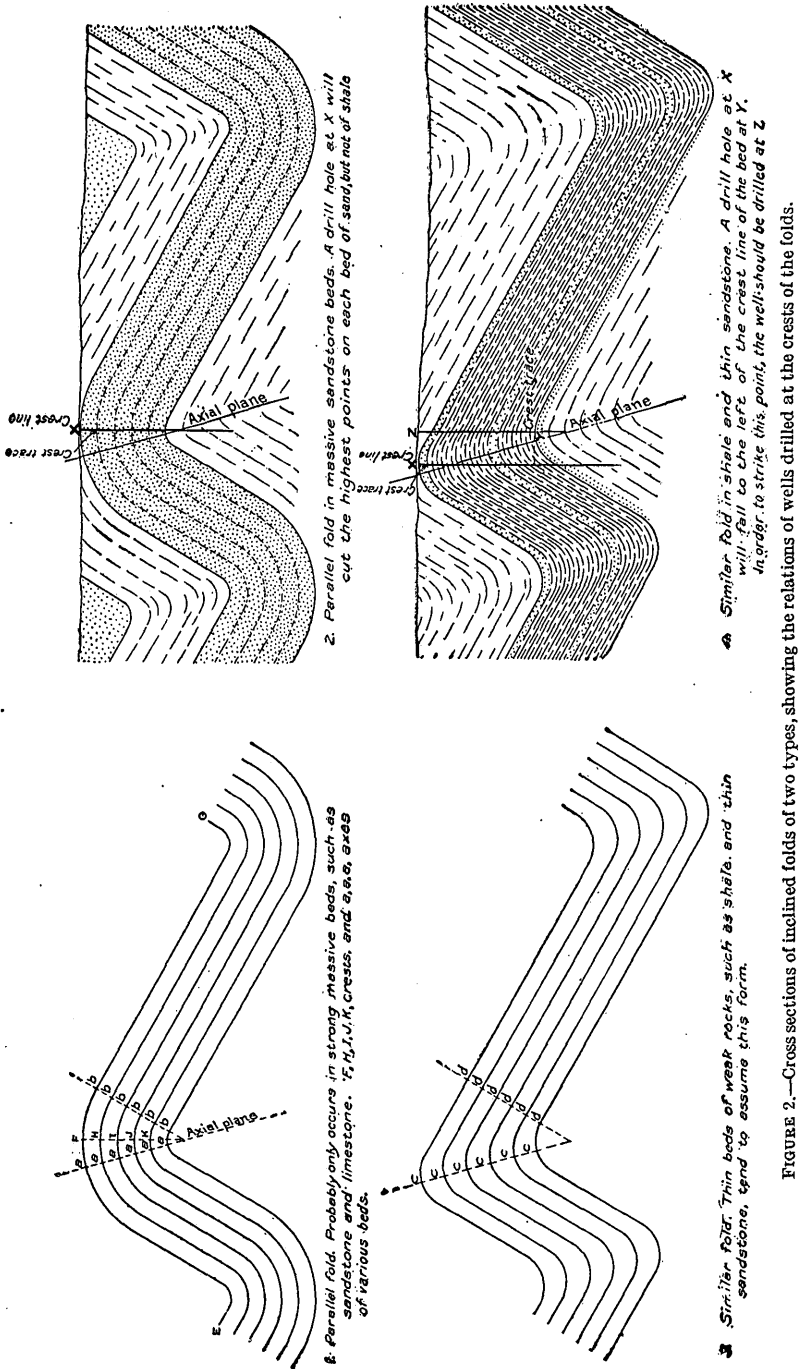 E
F
G
a
a
a
a
a
H
I
J
K
b
b
b
b
b
b
Axial plane
Parallel fold. Probably only occurs in strong massive beds, such as
sandstone and limestone. F,H,I,J,K, crests, and a,a,a, axes
of various beds.
Crest line
X
Crest trace
Axial plane
2. Parallel fold in massive sandstone beds. A drill hole at X will
cut the highest points on each bed of sand, but not of shale
c
c
c
c
c
c
d
d
d
d
d
d
3 Similar fold. Thin beds of weak rocks, such as shale and thin
sandstone, tend to assume this form.
Crest line
Z
X
Crest trace
Crest trace
Axial plane
4. Similar fold in shale and thin sandstone. A drill hole at X
will fall to the left of the crest line of the bed at Y.
In order to strike this point, the well should be drilled at Z
FIGURE 2.—Cross sections of inclined folds of two types, showing the relations of wells drilled at the crests of the folds.